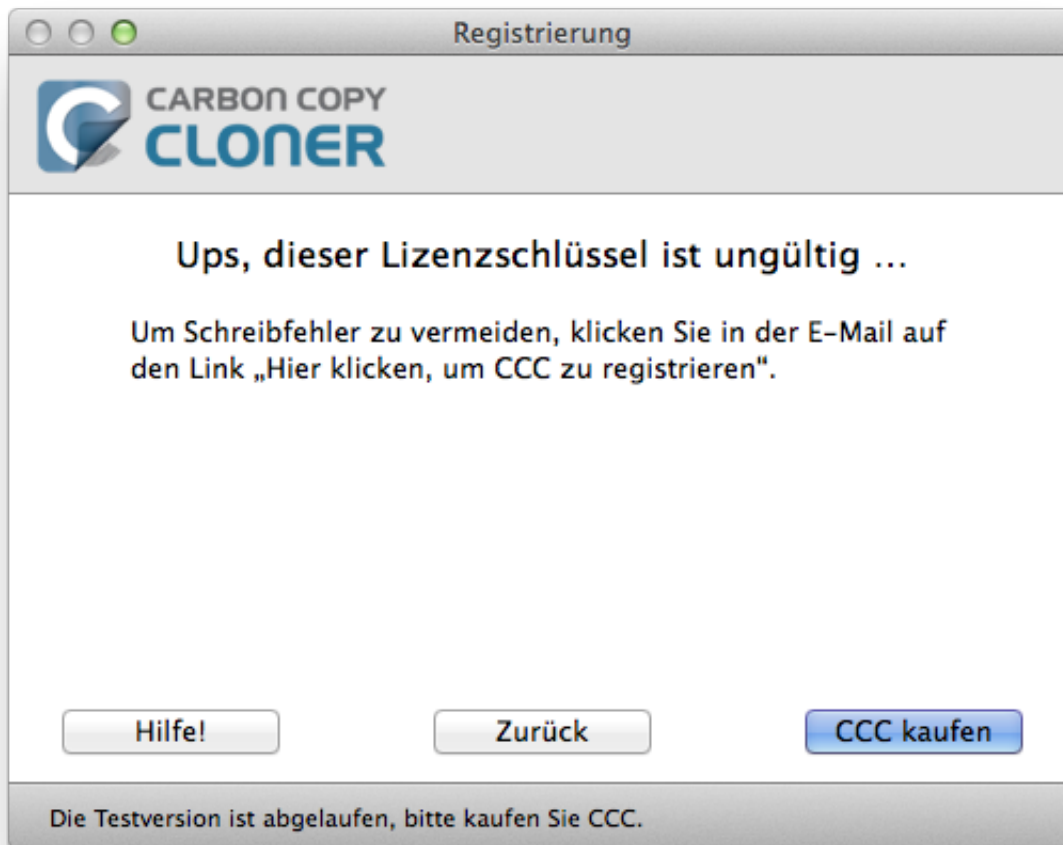 Registrierung
CARBON COPY
CLONER
Ups, dieser Lizenzschlüssel ist ungültig ...
Um Schreibfehler zu vermeiden, klicken Sie in der E-Mail auf
den Link „Hier klicken, um CCC zu registrieren“.
Hilfe! Zurück CCC kaufen
Die Testversion ist abgelaufen, bitte kaufen Sie CCC.